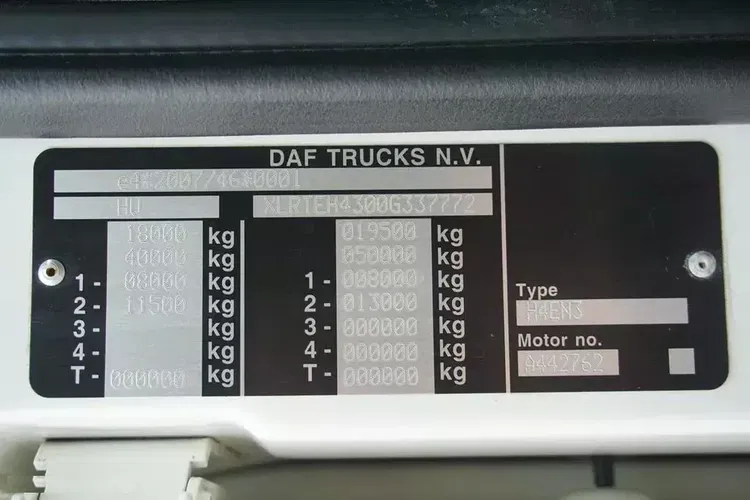 DAF TRUCKS N.V.
e4*2007/46*0001
HU XLRTEH4300G337772
18000 kg 019500 kg
40000 kg 050000 kg
1 - 08000 kg 1 - 008000 kg
2 - 11500 kg 2 - 013000 kg
3 - kg 3 - 000000 kg
4 - kg 4 - 000000 kg
T - 000000 kg T - 000000 kg
Type
H4EN3
Motor no.
A442762